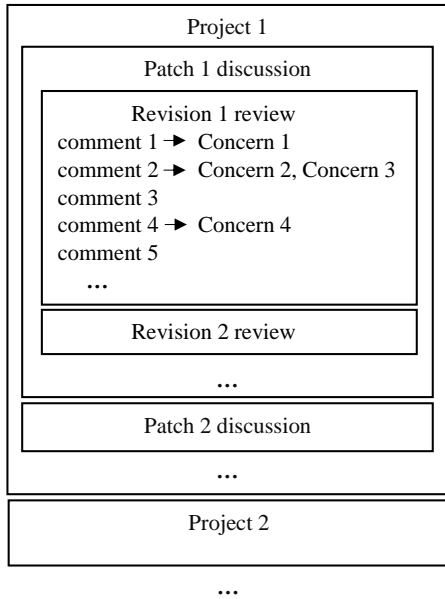 Project 1
Patch 1 discussion
Revision 1 review
comment 1 → Concern 1
comment 2 → Concern 2, Concern 3
comment 3
comment 4 → Concern 4
comment 5
...
Revision 2 review
...
Patch 2 discussion
...
Project 2
...